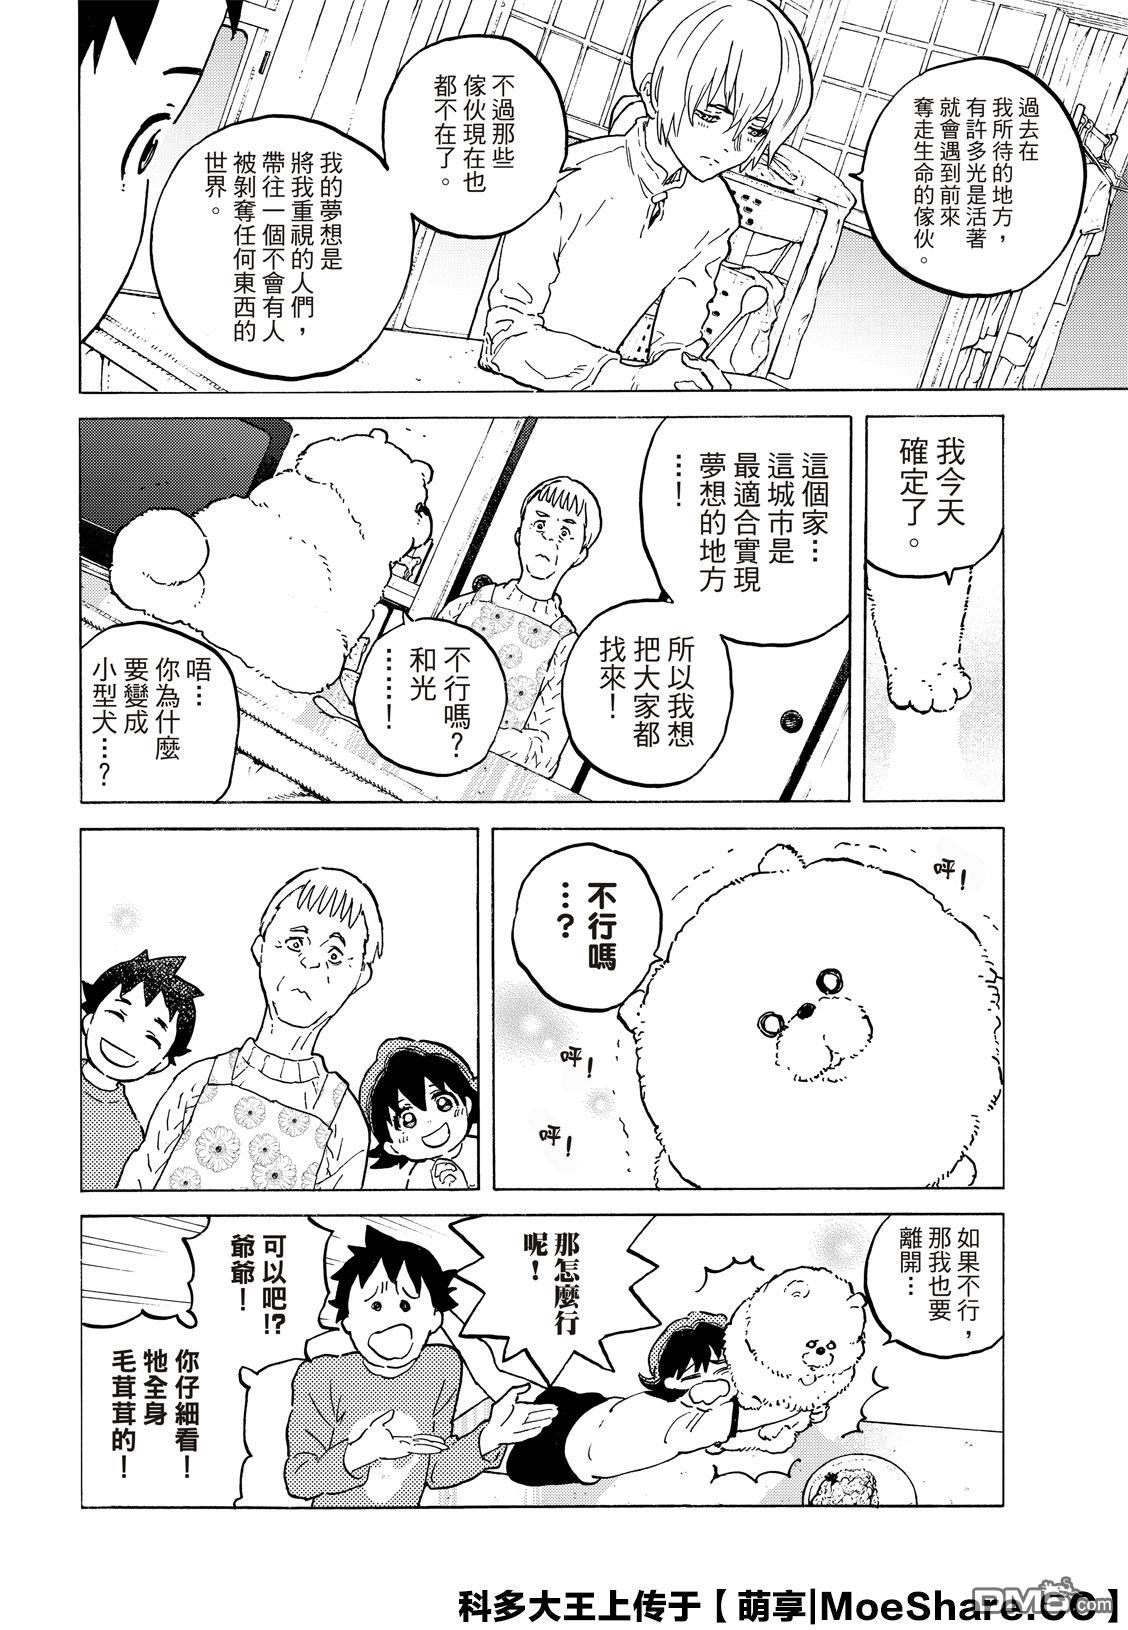 過去在
我所待的地方，
有許多光是活著
就會遇到前來
奪走生命的傢伙。
不過那些
傢伙現在也
都不在了。
我的夢想是
將我重視的人們，
帶往一個不會有人
被剝奪任何東西的
世界。
我今天
確定了。
這個家…
這城市是
最適合實現
夢想的地方
…！
所以我想
把大家都
找來！
不行嗎？
和光
……！
唔…
你為什麼
要變成
小型犬…？
呼！
不行嗎
…？
呼！
呼！
如果不行，
那我也要
離開…
那怎麼行
呢！
可以吧!?
爺爺！
你仔細看！
牠全身
毛茸茸的！
科多大王上传于【萌享|MoeShare.CC】
DM5.com